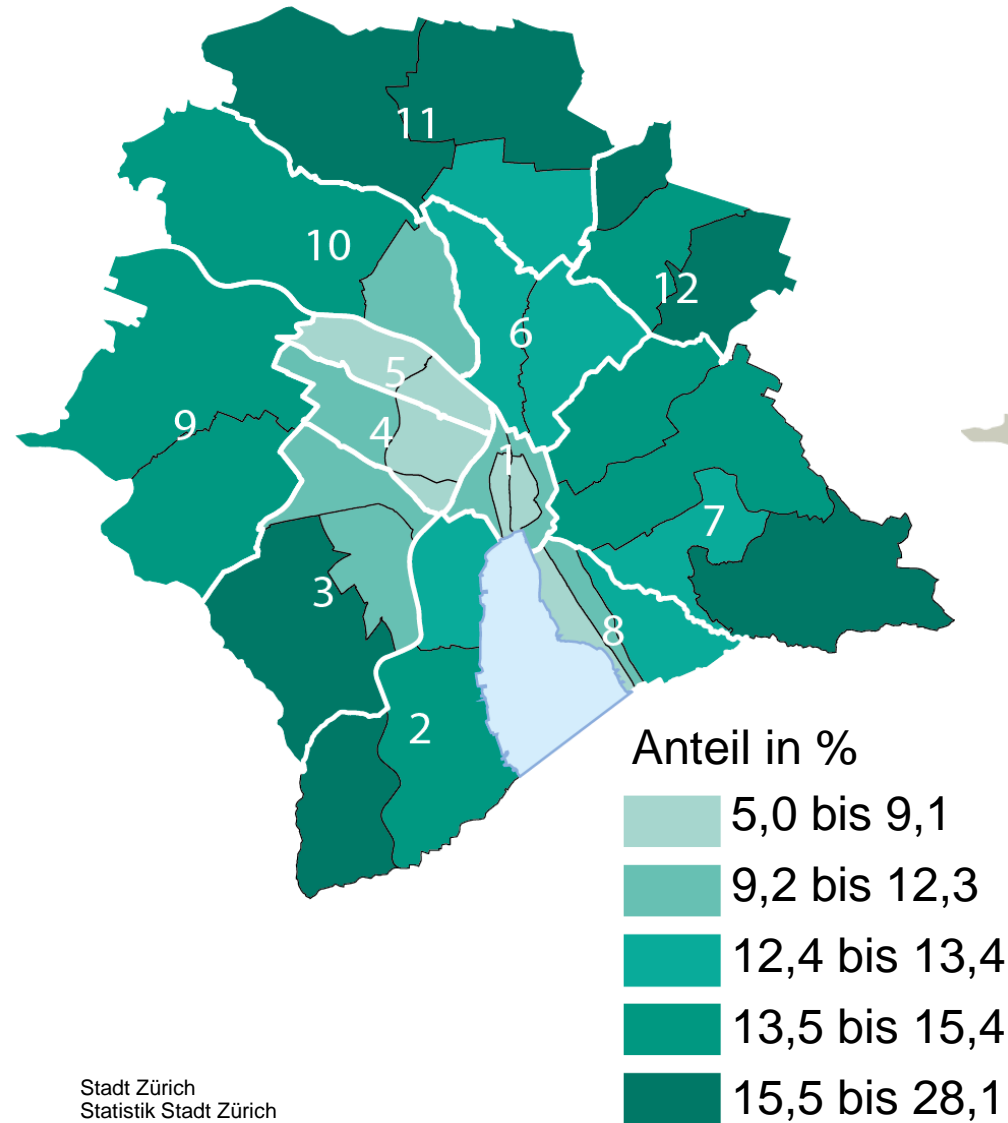 11
10
12
6
5
9
4
1
7
3
8
2
Anteil in %
5,0 bis 9,1
9,2 bis 12,3
12,4 bis 13,4
13,5 bis 15,4
15,5 bis 28,1
Stadt Zürich
Statistik Stadt Zürich